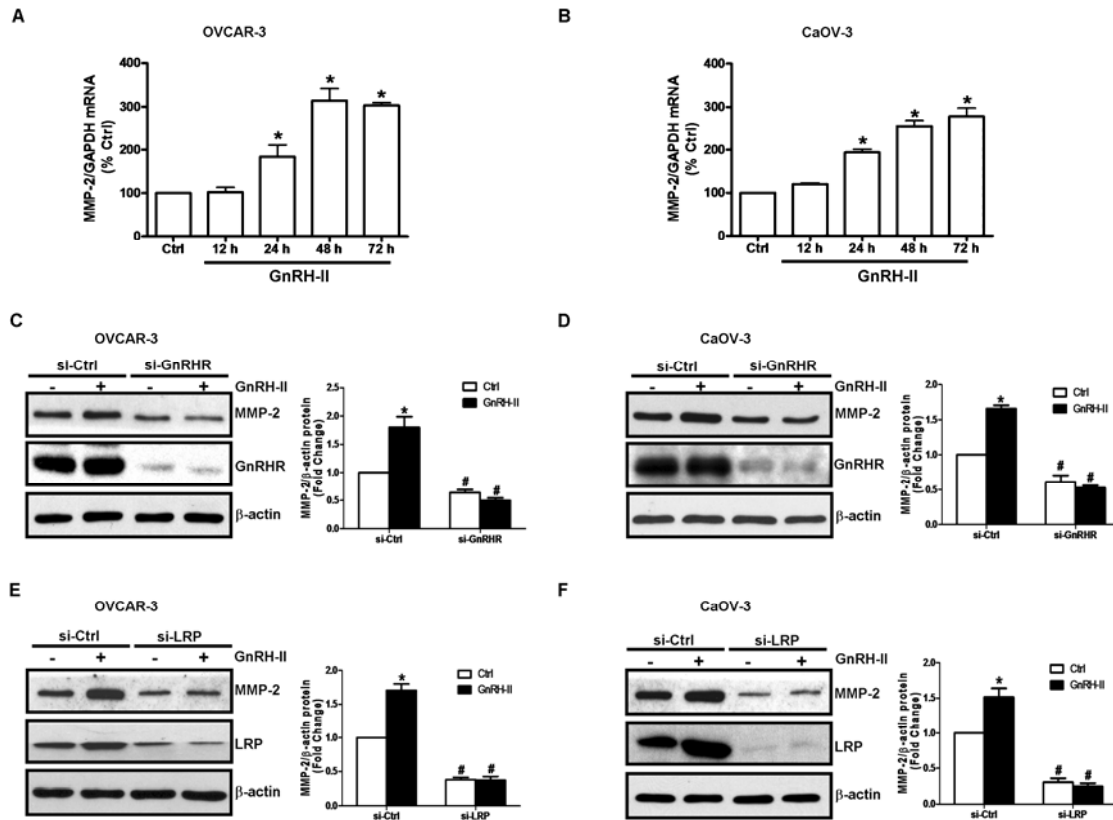 A
OVCAR-3
MMP-2/GAPDH mRNA
(% Ctrl)
400
300
200
100
0
*
*
*
Ctrl
12 h
24 h
48 h
72 h
GnRH-II
B
CaOV-3
MMP-2/GAPDH mRNA
(% Ctrl)
400
300
200
100
0
*
*
*
Ctrl
12 h
24 h
48 h
72 h
GnRH-II
C
OVCAR-3
si-Ctrl si-GnRHR
- + - + GnRH-II
MMP-2
GnRHR
β-actin
MMP-2/β-actin protein
(Fold Change)
2.5
2.0
1.5
1.0
0.5
0.0
Ctrl
GnRH-II
*
# #
si-Ctrl si-GnRHR
D
CaOV-3
si-Ctrl si-GnRHR
- + - + GnRH-II
MMP-2
GnRHR
β-actin
MMP-2/β-actin protein
(Fold Change)
2.0
1.5
1.0
0.5
0.0
Ctrl
GnRH-II
*
# #
si-Ctrl si-GnRHR
E
OVCAR-3
si-Ctrl si-LRP
- + - + GnRH-II
MMP-2
LRP
β-actin
MMP-2/β-actin protein
(Fold Change)
2.0
1.5
1.0
0.5
0.0
Ctrl
GnRH-II
*
# #
si-Ctrl si-LRP
F
CaOV-3
si-Ctrl si-LRP
- + - + GnRH-II
MMP-2
LRP
β-actin
MMP-2/β-actin protein
(Fold Change)
2.0
1.5
1.0
0.5
0.0
Ctrl
GnRH-II
*
# #
si-Ctrl si-LRP